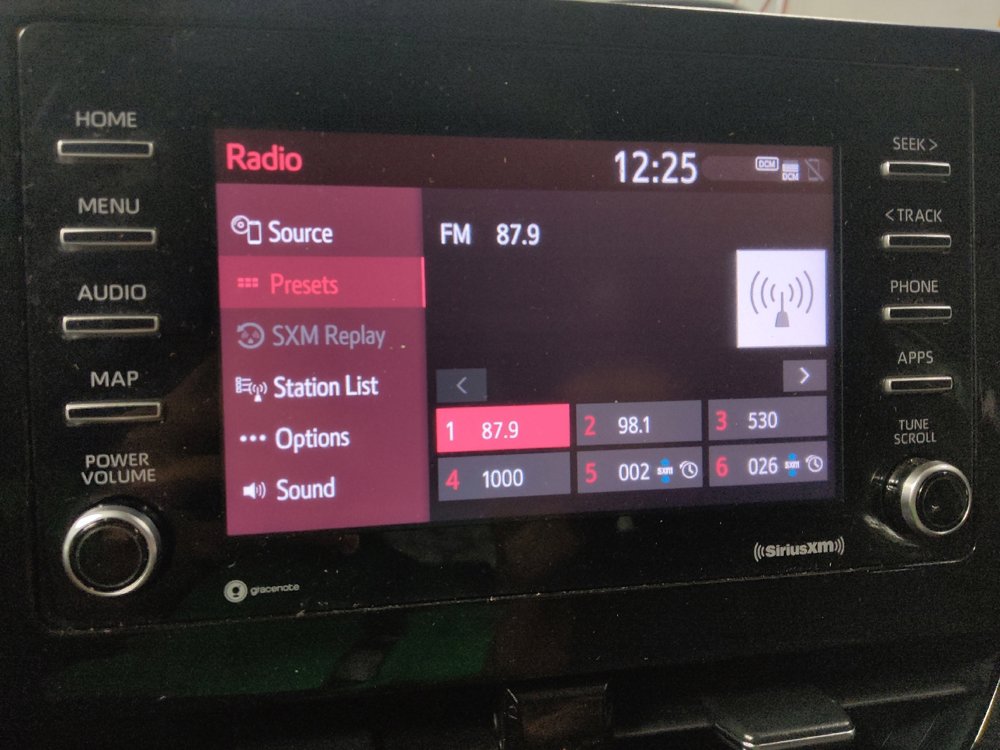 HOME
MENU
AUDIO
MAP
POWER
VOLUME
Radio
12:25
DCM
DCM
Source
Presets
SXM Replay
Station List
Options
Sound
FM 87.9
<
>
1 87.9
2 98.1
3 530
4 1000
5 002 sxm
6 026 sxm
gracenote
((SiriusXM))
SEEK >
< TRACK
PHONE
APPS
TUNE
SCROLL